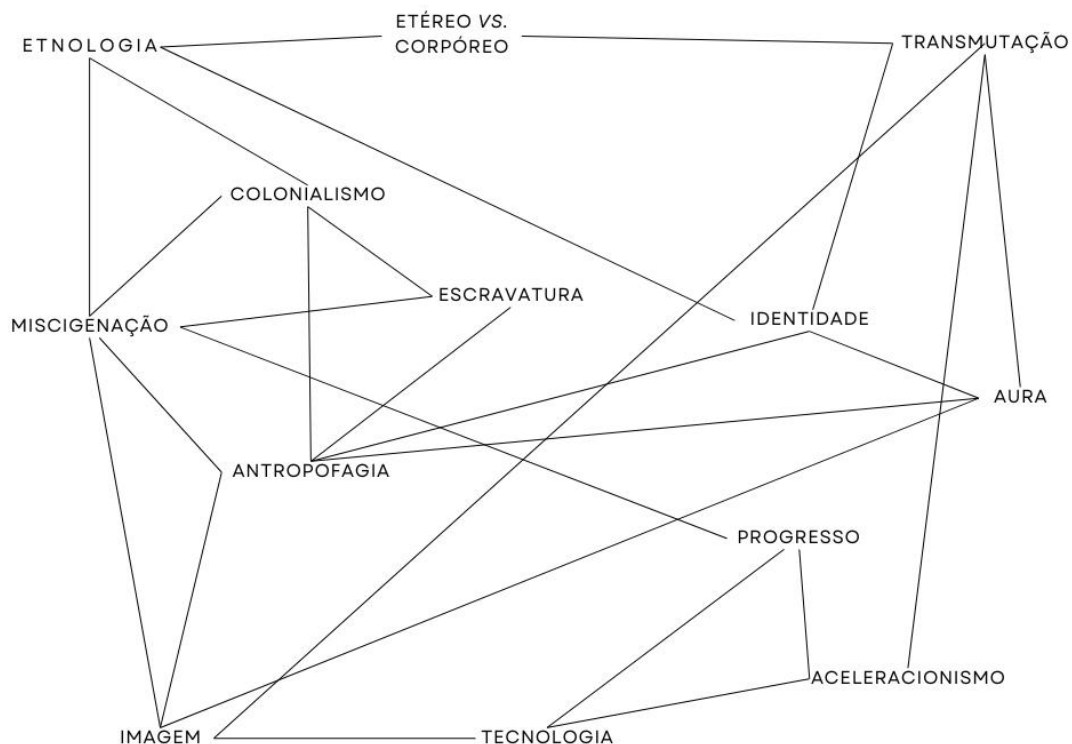 ETÉREO VS.
CORPÓREO
ETNOLOGIA
TRANSMUTAÇÃO
COLONIALISMO
ESCRAVATURA
IDENTIDADE
MISCIGENAÇÃO
AURA
ANTROPOFAGIA
PROGRESSO
ACELERACIONISMO
IMAGEM
TECNOLOGIA